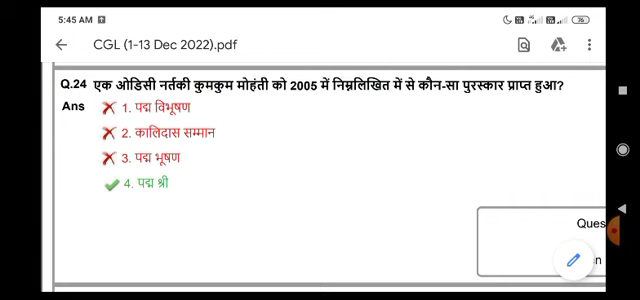 5:45 AM
76
CGL (1-13 Dec 2022).pdf
Q.24 एक ओडिसी नर्तकी कुमकुम मोहंती को 2005 में निम्नलिखित में से कौन-सा पुरस्कार प्राप्त हुआ?
Ans 1. पद्म विभूषण
2. कालिदास सम्मान
3. पद्म भूषण
4. पद्म श्री
Ques
n